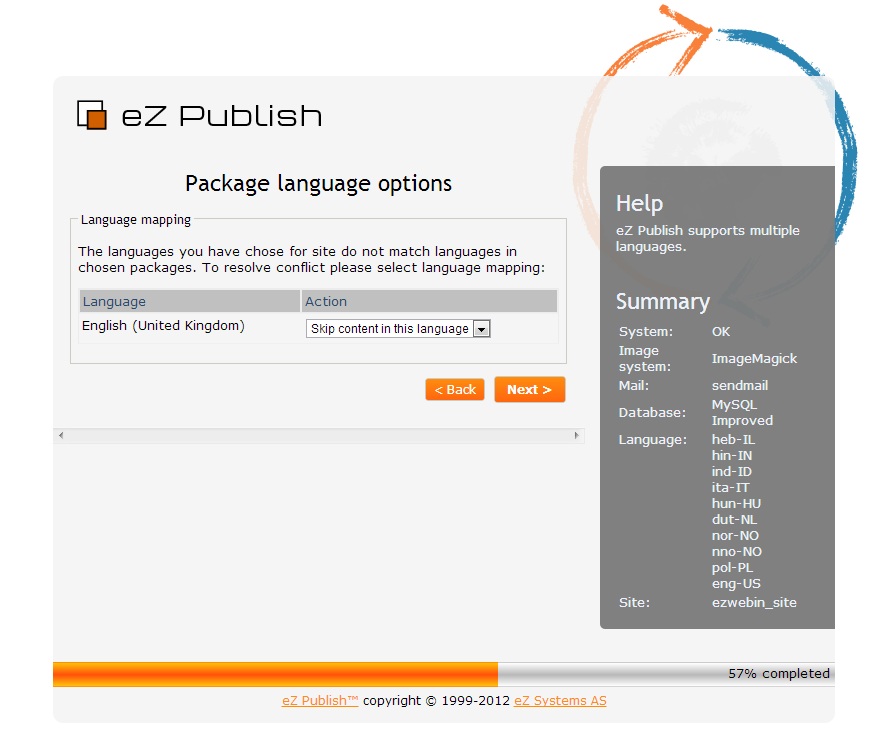 eZ Publish
Package language options
Language mapping
The languages you have chose for site do not match languages in
chosen packages. To resolve conflict please select language mapping:
Language Action
English (United Kingdom) Skip content in this language
< Back Next >
Help
eZ Publish supports multiple
languages.
Summary
System: OK
Image
system: ImageMagick
Mail: sendmail
Database: MySQL
Improved
Language: heb-IL
hin-IN
ind-ID
ita-IT
hun-HU
dut-NL
nor-NO
nno-NO
pol-PL
eng-US
Site: ezwebin_site
57% completed
eZ Publish™ copyright © 1999-2012 eZ Systems AS